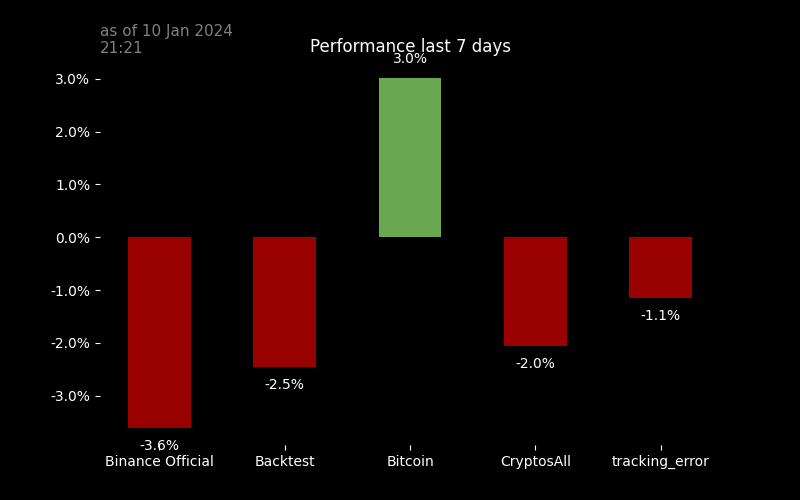 as of 10 Jan 2024
21:21
Performance last 7 days
3.0%
3.0%
2.0%
1.0%
0.0%
-1.0%
-2.0%
-3.0%
-3.6%
-2.5%
-2.0%
-1.1%
Binance Official
Backtest
Bitcoin
CryptosAll
tracking_error